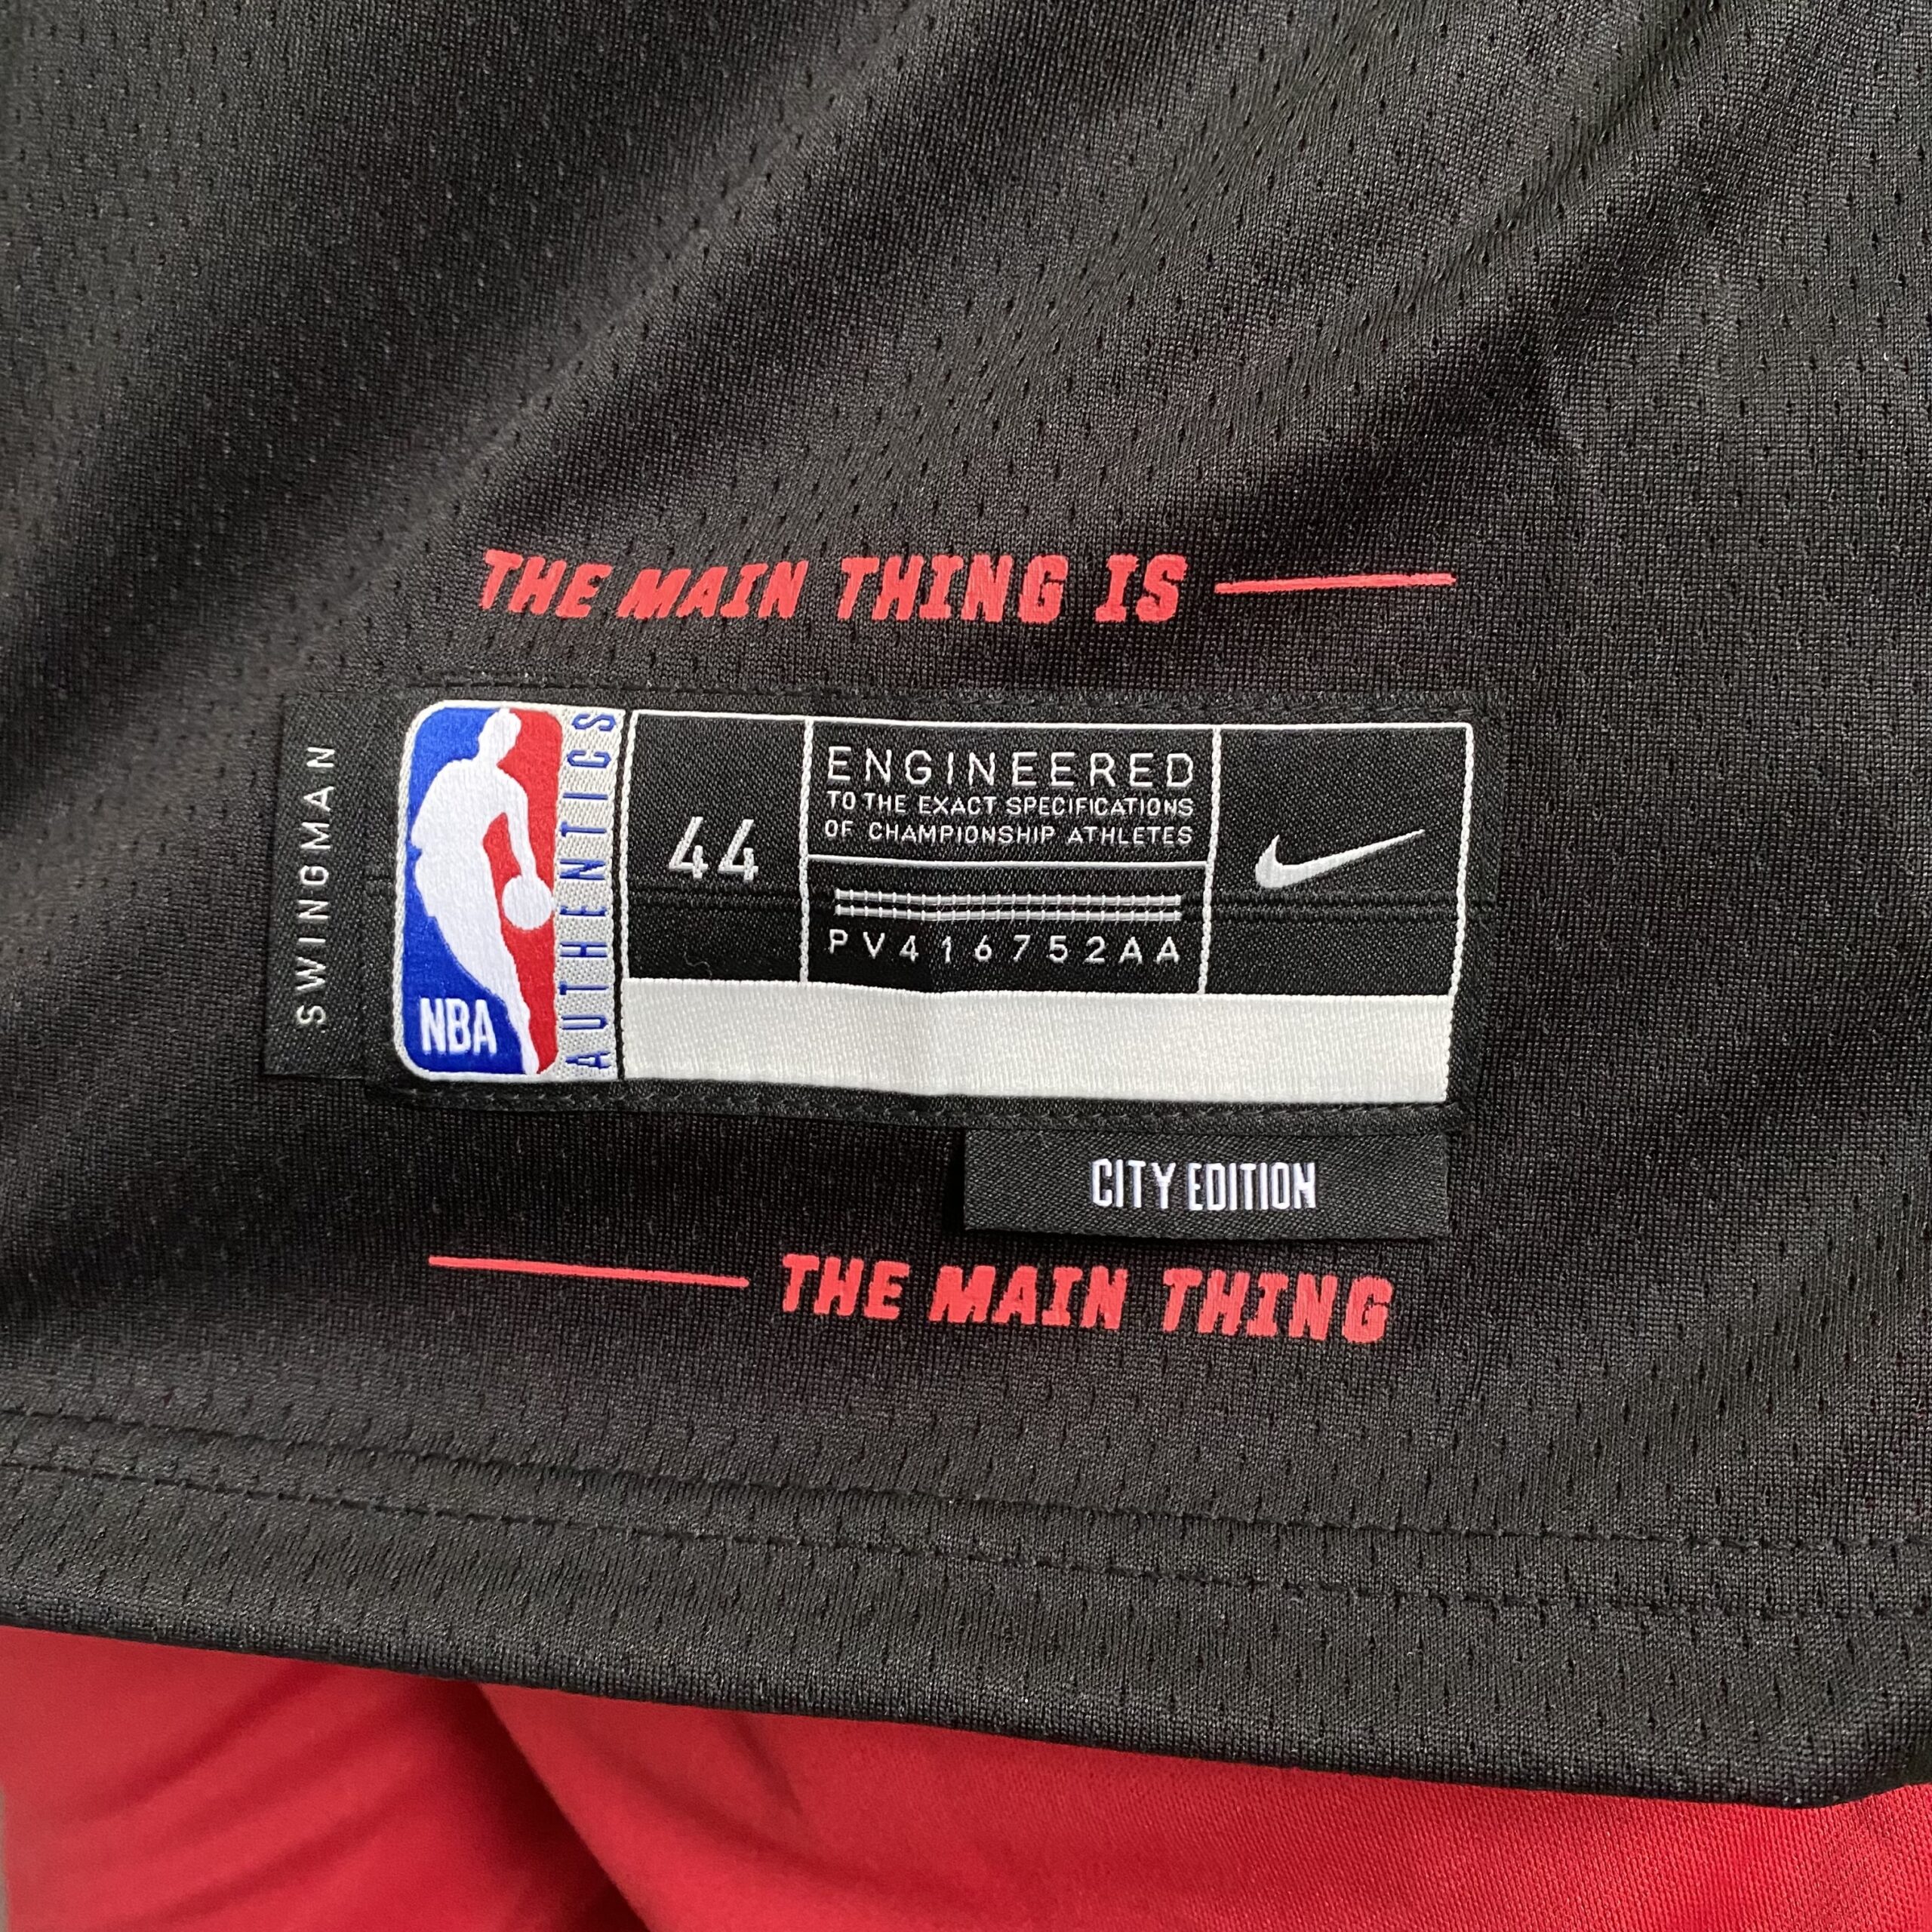 THE MAIN THING IS
SWINGMAN
NBA
AUTHENTICS
44
ENGINEERED
TO THE EXACT SPECIFICATIONS
OF CHAMPIONSHIP ATHLETES
PV416752AA
CITY EDITION
THE MAIN THING